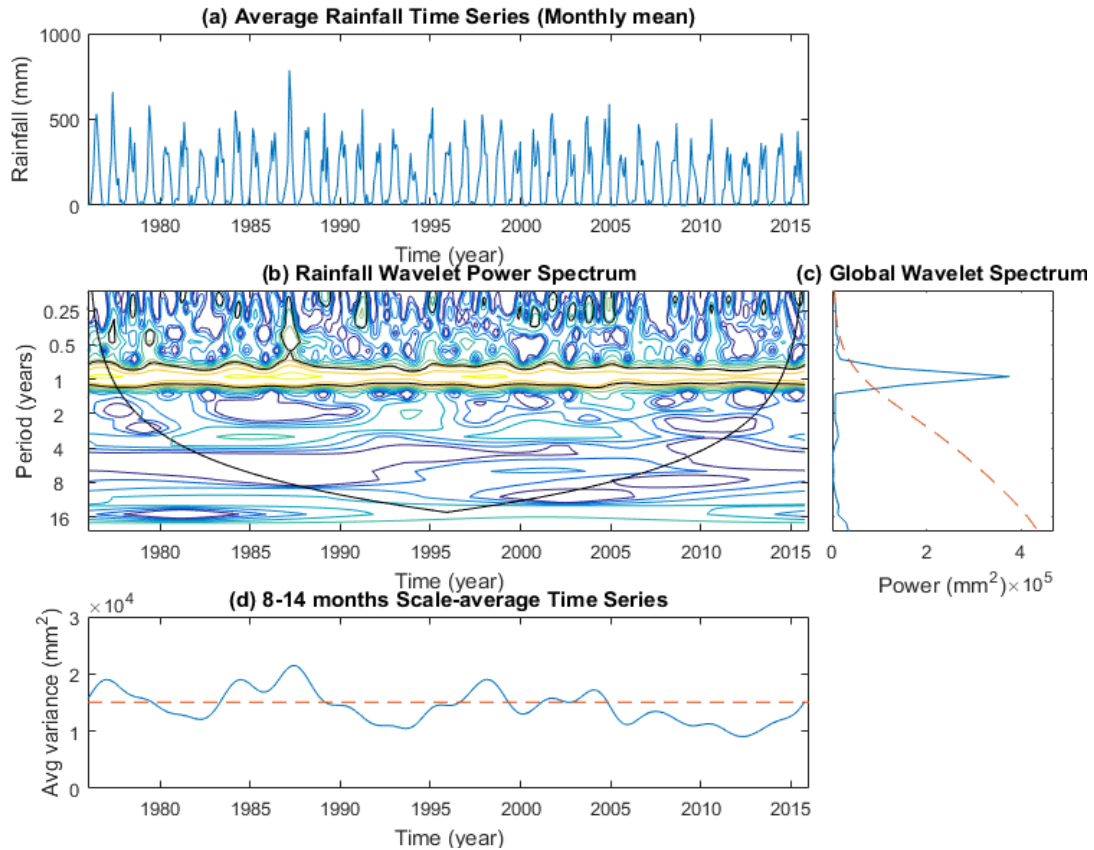 (a) Average Rainfall Time Series (Monthly mean)
1000
500
0
Rainfall (mm)
1980 1985 1990 1995 2000 2005 2010 2015
Time (year)
(b) Rainfall Wavelet Power Spectrum
0.25
0.5
1
2
4
8
16
Period (years)
1980 1985 1990 1995 2000 2005 2010 2015
Time (year)
(c) Global Wavelet Spectrum
0 2 4
Power (mm²)×10⁵
(d) 8-14 months Scale-average Time Series
×10⁴
3
2
1
0
Avg variance (mm²)
1980 1985 1990 1995 2000 2005 2010 2015
Time (year)